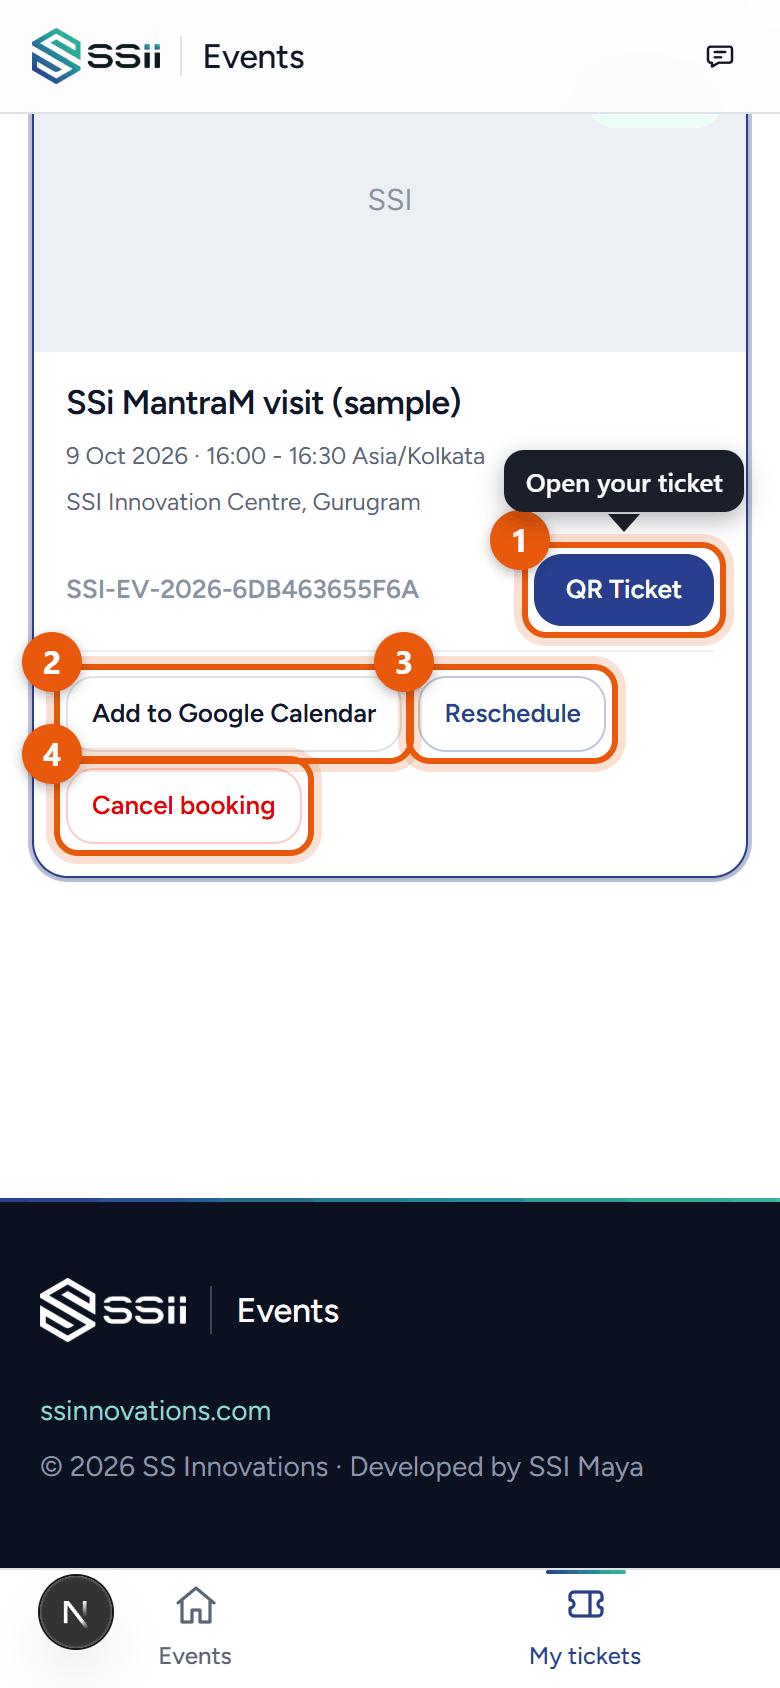 SSii Events
SSI
SSi MantraM visit (sample)
9 Oct 2026 · 16:00 - 16:30 Asia/Kolkata
SSI Innovation Centre, Gurugram
Open your ticket
1
SSI-EV-2026-6DB463655F6A
QR Ticket
2
Add to Google Calendar
3
Reschedule
4
Cancel booking
SSii Events
ssinnovations.com
© 2026 SS Innovations · Developed by SSI Maya
N
Events
My tickets